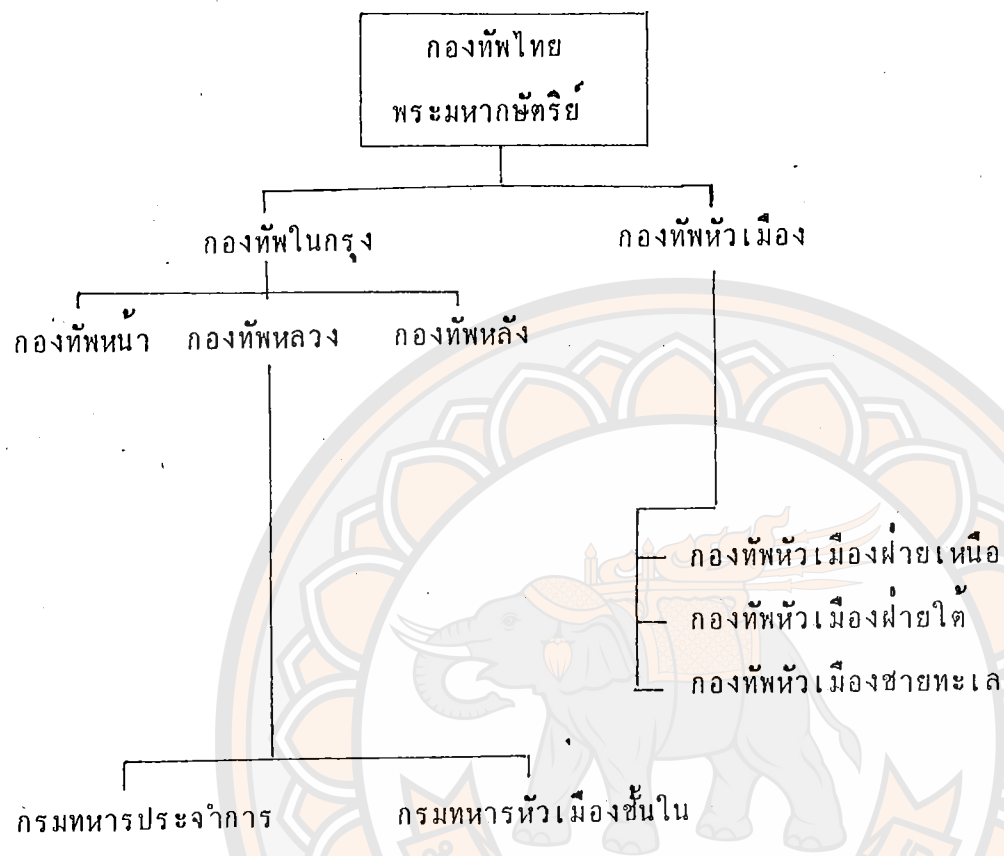 กองทัพไทย
พระมหากษัตริย์
กองทัพในกรุง
กองทัพหัวเมือง
กองทัพหน้า
กองทัพหลวง
กองทัพหลัง
กองทัพหัวเมืองฝ่ายเหนือ
กองทัพหัวเมืองฝ่ายใต้
กองทัพหัวเมืองชายทะเล
กรมทหารประจำการ
กรมทหารหัวเมืองชั้นใน